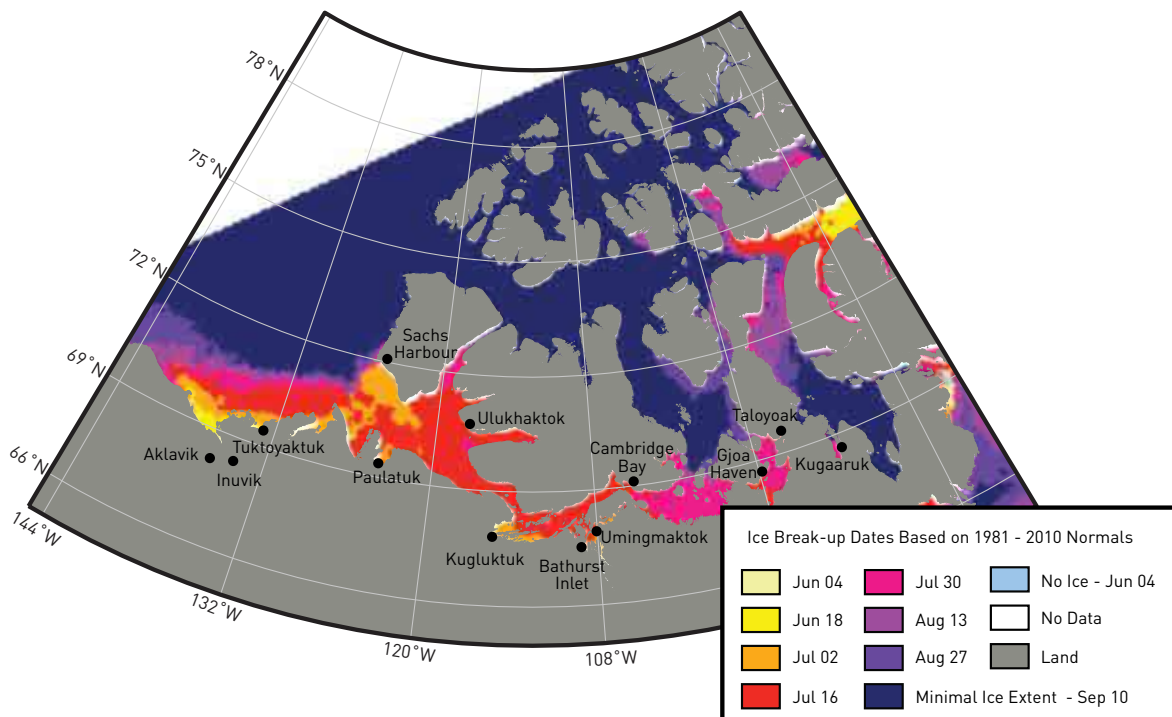 78°N
75°N
72°N
69°N
66°N
144°W
132°W
120°W
108°W
Sachs
Harbour
Ulukhaktok
Taloyoak
Cambridge
Bay
Gjoa
Haven
Kugaaruk
Aklavik
Tuktoyaktuk
Inuvik
Paulatuk
Kugluktuk
Umingmaktok
Bathurst
Inlet
Ice Break-up Dates Based on 1981 - 2010 Normals
Jun 04
Jun 18
Jul 02
Jul 16
Jul 30
Aug 13
Aug 27
Minimal Ice Extent - Sep 10
No Ice - Jun 04
No Data
Land